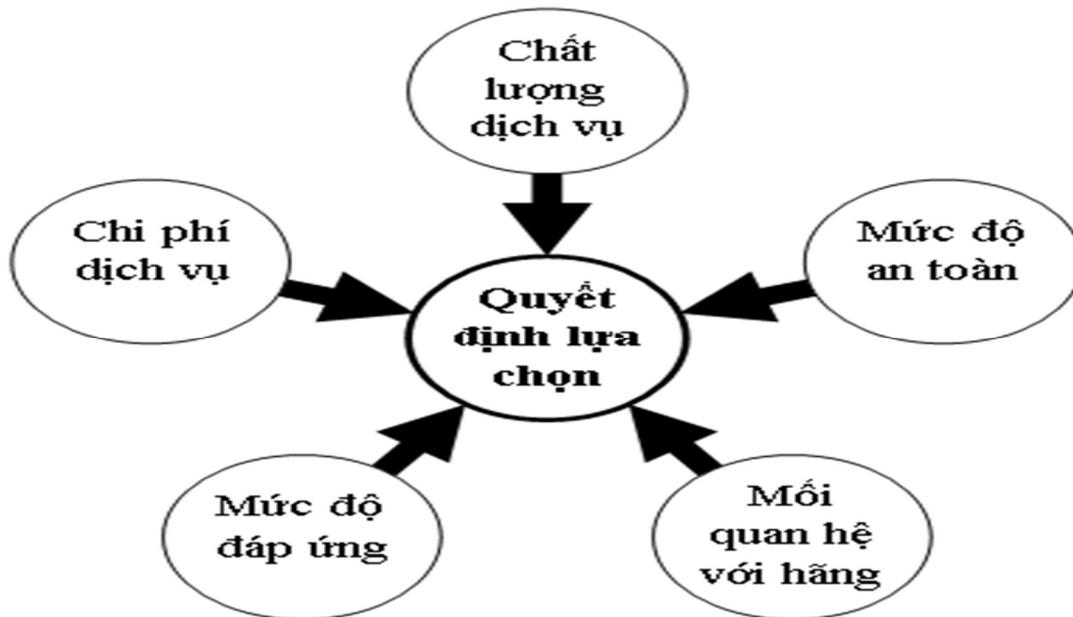 Chất
lượng
dịch vụ
Chi phí
dịch vụ
Mức độ
an toàn
Quyết
định lựa
chọn
Mức độ
đáp ứng
Mối
quan hệ
với hãng